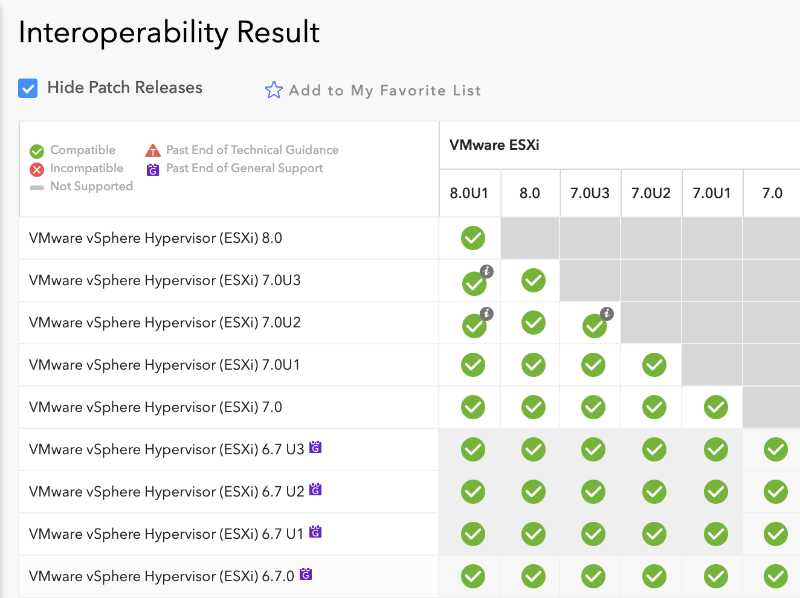 Interoperability Result
Hide Patch Releases
Add to My Favorite List
Compatible
Past End of Technical Guidance
Incompatible
Past End of General Support
Not Supported
VMware ESXi
8.0U1 8.0 7.0U3 7.0U2 7.0U1 7.0
VMware vSphere Hypervisor (ESXi) 8.0
VMware vSphere Hypervisor (ESXi) 7.0U3
VMware vSphere Hypervisor (ESXi) 7.0U2
VMware vSphere Hypervisor (ESXi) 7.0U1
VMware vSphere Hypervisor (ESXi) 7.0
VMware vSphere Hypervisor (ESXi) 6.7 U3
VMware vSphere Hypervisor (ESXi) 6.7 U2
VMware vSphere Hypervisor (ESXi) 6.7 U1
VMware vSphere Hypervisor (ESXi) 6.7.0